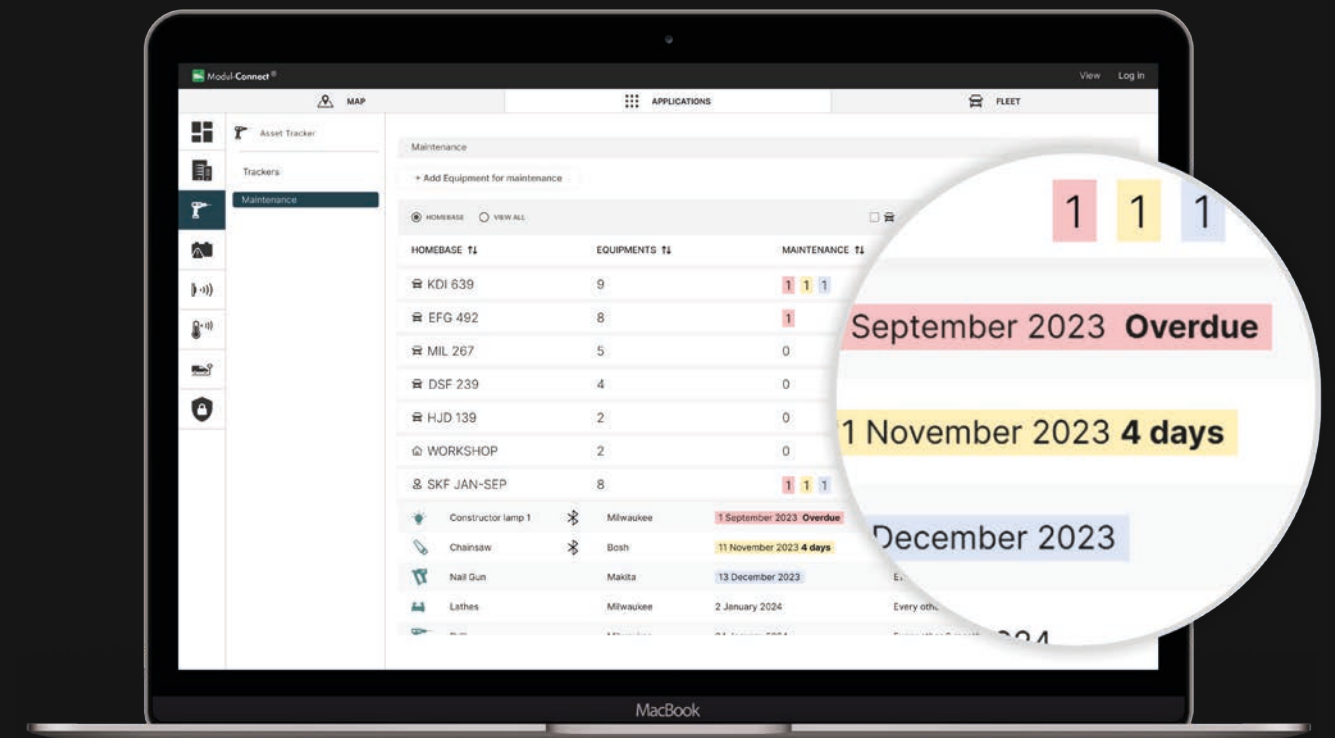 Modul-Connect®
View Log in
MAP APPLICATIONS FLEET
Asset Tracker
Trackers
Maintenance
Maintenance
+ Add Equipment for maintenance
HOMEBASE VIEW ALL
HOMEBASE EQUIPMENTS MAINTENANCE
KDI 639 9 1 1 1
EFG 492 8 1
MIL 267 5 0
DSF 239 4 0
HJD 139 2 0
WORKSHOP 2 0
SKF JAN-SEP 8 1 1 1
Constructor lamp 1 Milwaukee 1 September 2023 Overdue
Chainsaw Bosh 11 November 2023 4 days
Nail Gun Makita 13 December 2023
Lathes Milwaukee 2 January 2024 Every
1 1 1
September 2023 Overdue
1 November 2023 4 days
December 2023
MacBook